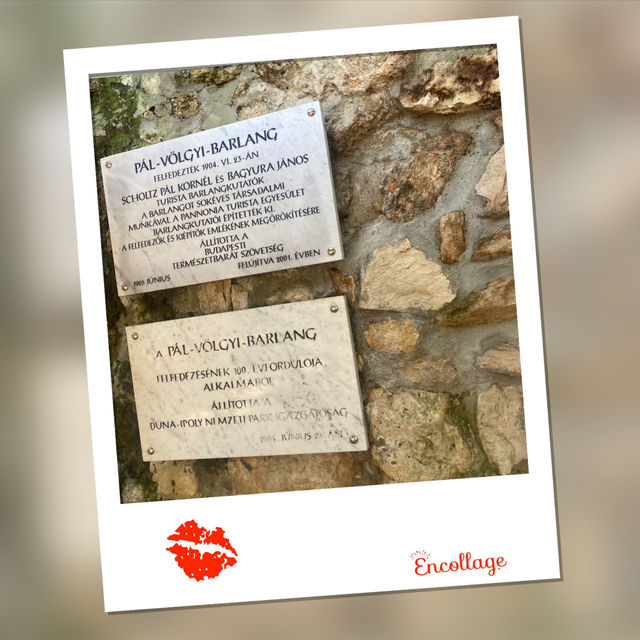 PÁL-VÖLGYI-BARLANG
FELFEDEZTÉK 1904. VI. 23-ÁN
SCHOLTZ PÁL KORNÉL ÉS BAGYURA JÁNOS
TURISTA BARLANGKUTATÓK
A BARLANGOT SOKÉVES TÁRSADALMI
MUNKÁVAL A PANNONIA TURISTA EGYESÜLET
BARLANGKUTATÓI ÉPÍTETTÉK KI.
A FELFEDEZŐK ÉS KIÉPÍTŐK EMLÉKÉNEK MEGÖRÖKÍTÉSÉRE
ÁLLÍTOTTA A
BUDAPESTI
TERMÉSZETBARÁT SZÖVETSÉG
1965 JÚNIUS FELÚJÍTVA 2001. ÉVBEN
A PÁL-VÖLGYI-BARLANG
FELFEDEZÉSÉNEK 100. ÉVFORDULÓJA
ALKALMÁBÓL
ÁLLÍTOTTA A
DUNA-IPOLY NEMZETI PARK IGAZGATÓSÁG
2004. JÚNIUS 23-ÁN
Encollage